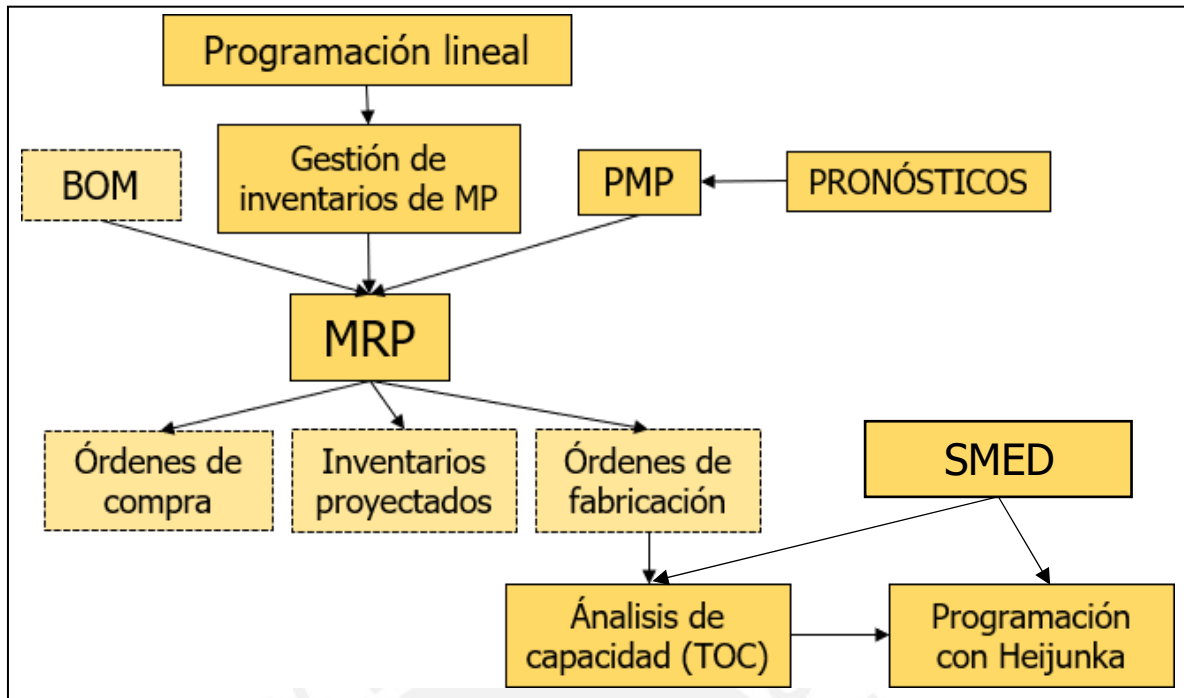 Programación lineal
BOM
Gestión de
inventarios de MP
PMP
PRONÓSTICOS
MRP
Órdenes de
compra
Inventarios
proyectados
Órdenes de
fabricación
SMED
Ánalisis de
capacidad (TOC)
Programación
con Heijunka